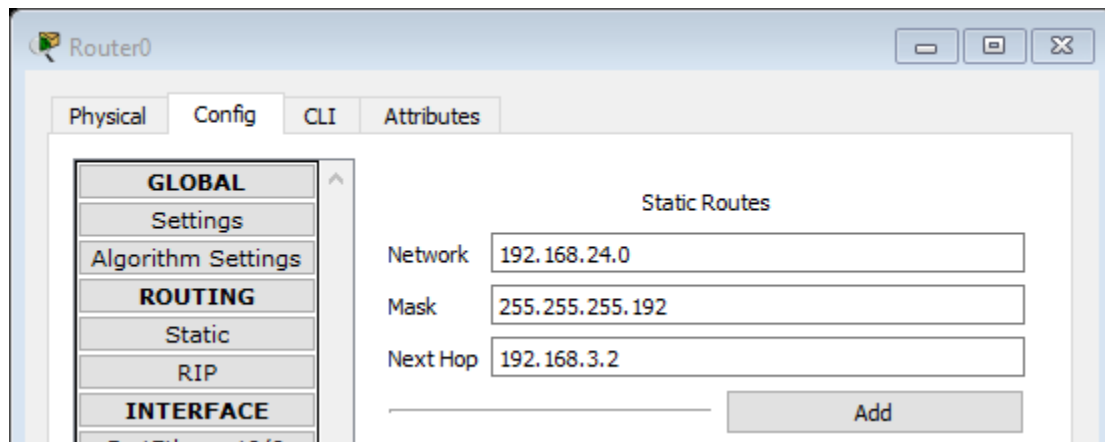 Router0
Physical Config CLI Attributes
GLOBAL
Settings
Algorithm Settings
ROUTING
Static
RIP
INTERFACE
Static Routes
Network 192.168.24.0
Mask 255.255.255.192
Next Hop 192.168.3.2
Add